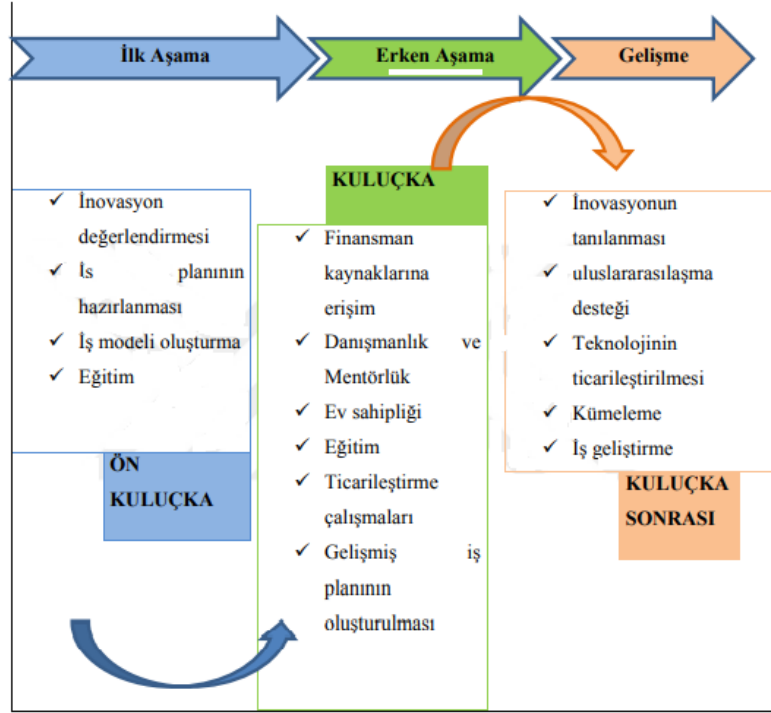 İlk Aşama
Erken Aşama
Gelişme
✓ İnovasyon
değerlendirmesi
✓ İs planının
hazırlanması
✓ İş modeli oluşturma
✓ Eğitim
ÖN
KULUÇKA
KULUÇKA
✓ Finansman
kaynaklarına
erişim
✓ Danışmanlık ve
Mentörlük
✓ Ev sahipliği
✓ Eğitim
✓ Ticarileştirme
çalışmaları
✓ Gelişmiş iş
planının
oluşturulması
✓ İnovasyonun
tanılanması
✓ uluslararasılaşma
desteği
✓ Teknolojinin
ticarileştirilmesi
✓ Kümeleme
✓ İş geliştirme
KULUÇKA
SONRASI